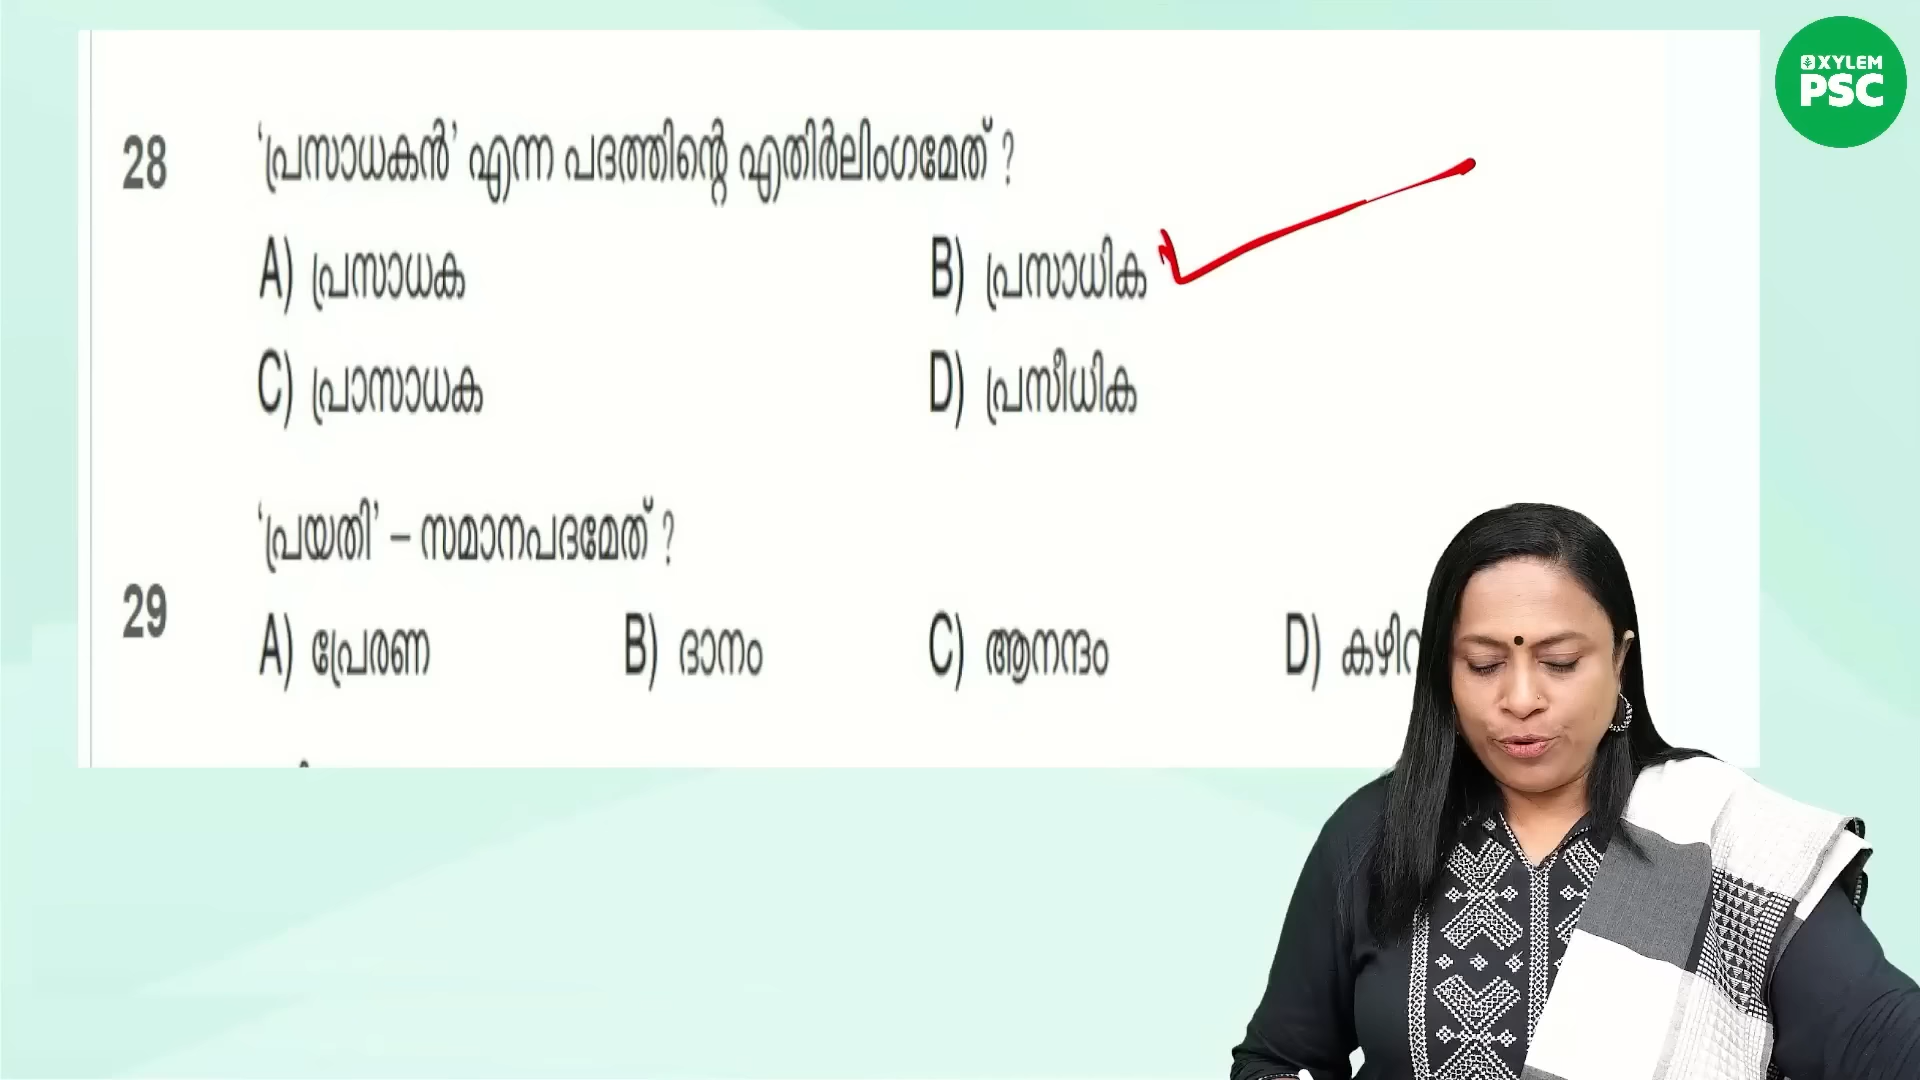 XYLEM
PSC
28 'പ്രസാധകൻ' എന്ന പദത്തിന്റെ എതിർലിംഗമേത് ?
A) പ്രസാധക B) പ്രസാധിക
C) പ്രാസാധക D) പ്രസീധിക
'പ്രയതി' – സമാനപദമേത് ?
29
A) പ്രേരണ B) ദാനം C) ആനന്ദം D)